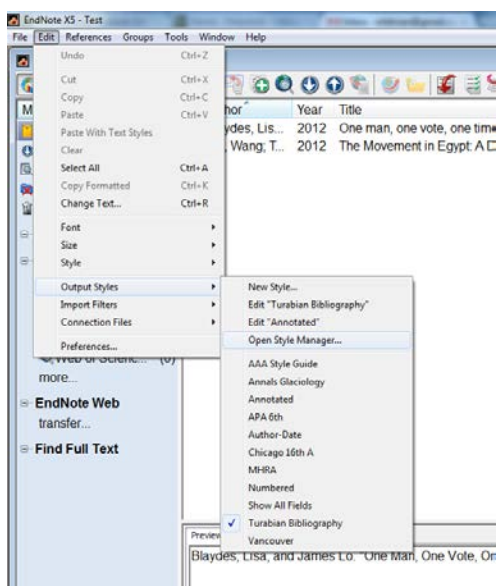 EndNote X5 - Test
File Edit References Groups Tools Window Help
Undo Ctrl+Z
Cut Ctrl+X
Copy Ctrl+C
Paste Ctrl+V
Paste With Text Styles
Clear
Select All Ctrl+A
Copy Formatted Ctrl+K
Change Text... Ctrl+R
Font
Size
Style
Output Styles
Import Filters
Connection Files
Preferences...
hor Year Title
ydes, Lis... 2012 One man, one vote, one time
Wang; T... 2012 The Movement in Egypt: A D
New Style...
Edit "Turabian Bibliography"
Edit "Annotated"
Open Style Manager...
AAA Style Guide
Annals Glaciology
Annotated
APA 6th
Author-Date
Chicago 16th A
MHRA
Numbered
Show All Fields
Turabian Bibliography
Vancouver
Web of Scienc... (0)
more...
EndNote Web
transfer...
Find Full Text
Preview
Blaydes, Lisa, and James Lo. "One Man, One Vote, On